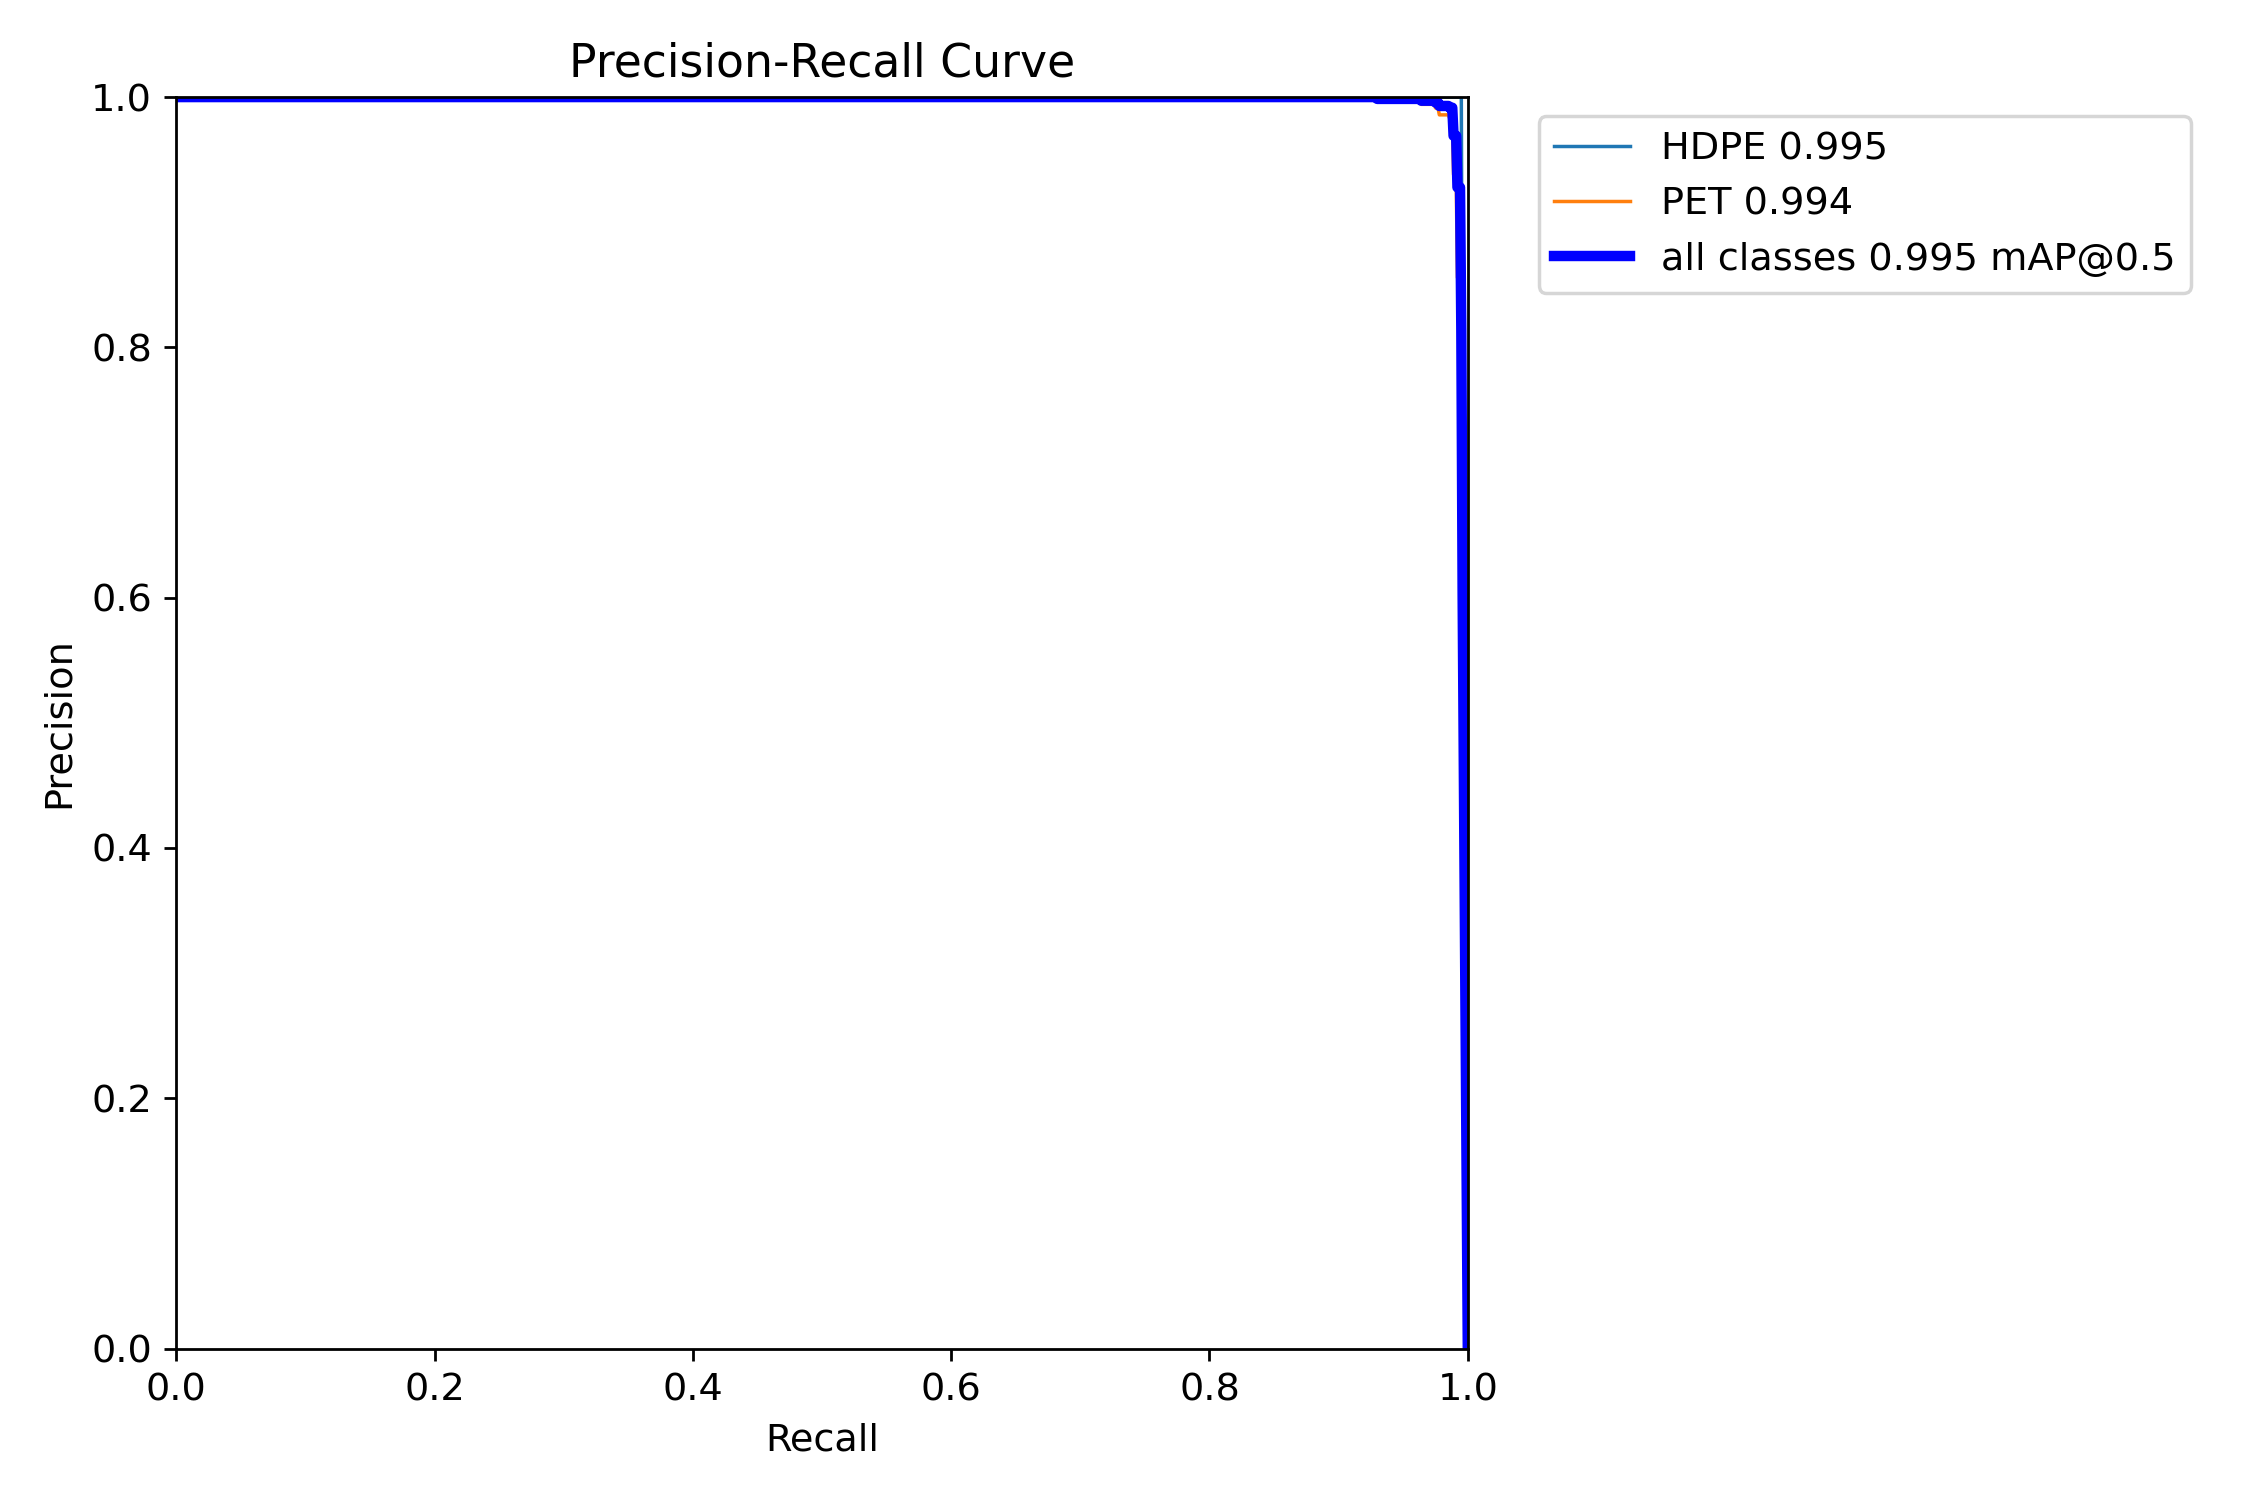 Precision-Recall Curve
1.0
0.8
0.6
0.4
0.2
0.0
Precision
0.0 0.2 0.4 0.6 0.8 1.0
Recall
HDPE 0.995
PET 0.994
all classes 0.995 mAP@0.5